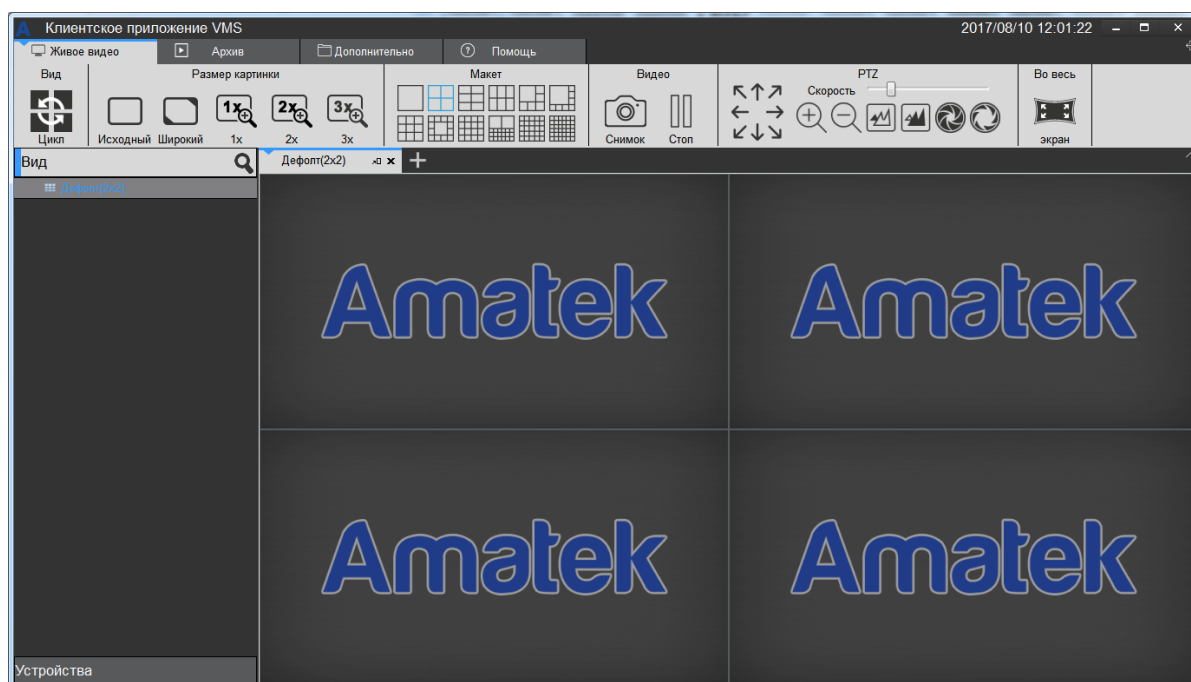 Клиентское приложение VMS 2017/08/10 12:01:22
Живое видео Архив Дополнительно Помощь
Вид Размер картинки Макет Видео PTZ Во весь
Скорость
1x 2x 3x
Цикл Исходный Широкий 1x 2x 3x Снимок Стоп экран
Вид Дефолт(2x2)
Дефолт(2x2)
Amatek Amatek
Amatek Amatek
Устройства